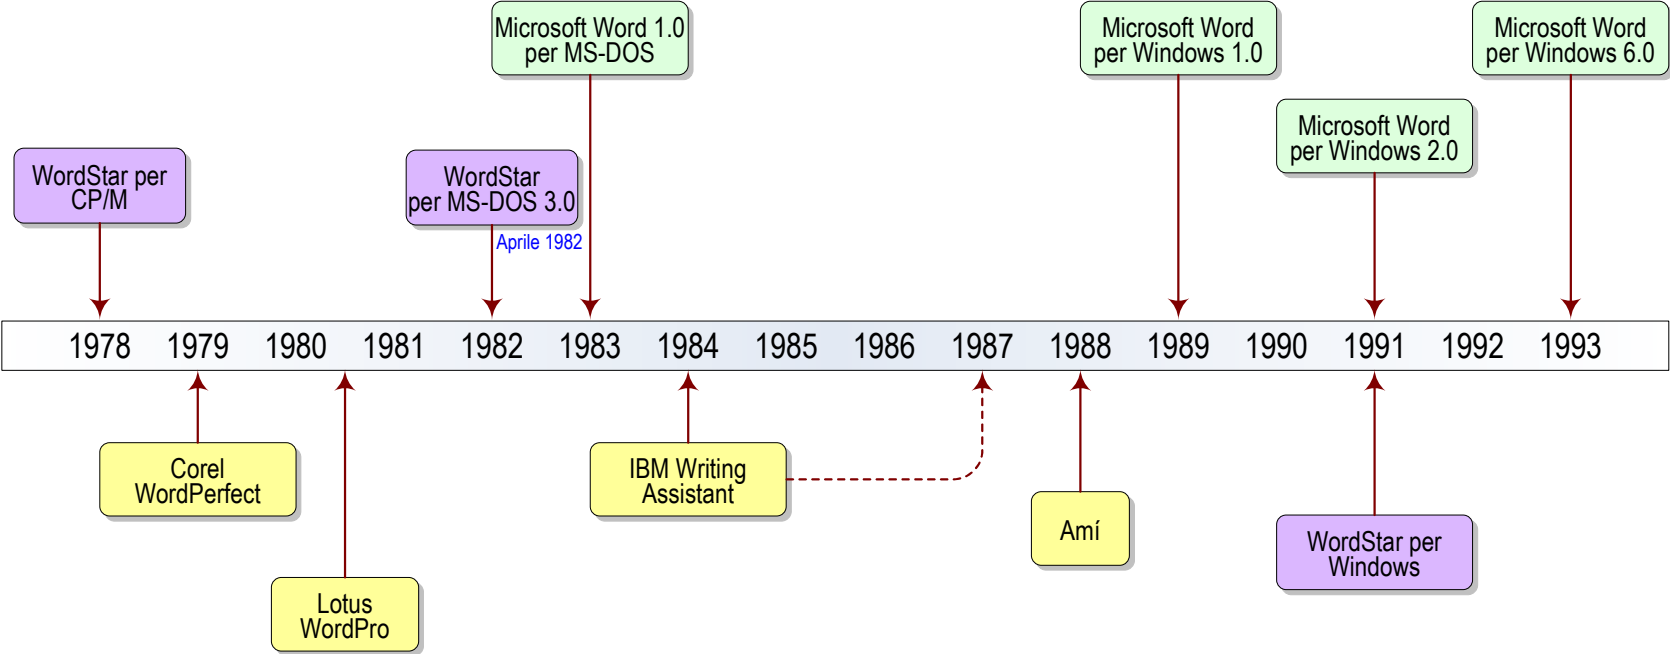 Microsoft Word 1.0
per MS-DOS
Microsoft Word
per Windows 1.0
Microsoft Word
per Windows 6.0
Microsoft Word
per Windows 2.0
WordStar per
CP/M
WordStar
per MS-DOS 3.0
Aprile 1982
1978 1979 1980 1981 1982 1983 1984 1985 1986 1987 1988 1989 1990 1991 1992 1993
Corel
WordPerfect
IBM Writing
Assistant
Amí
WordStar per
Windows
Lotus
WordPro